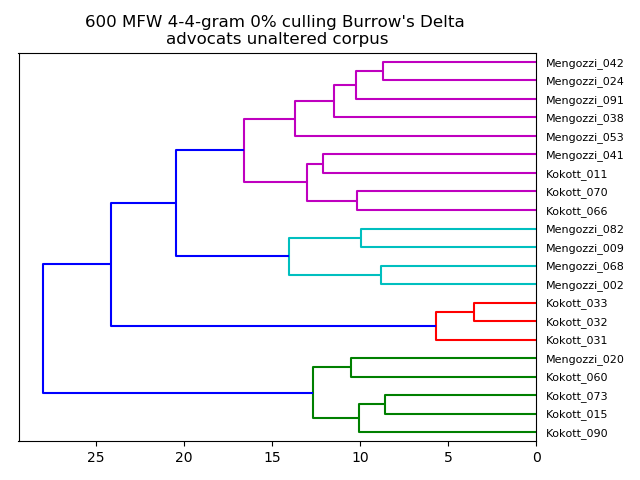 600 MFW 4-4-gram 0% culling Burrow's Delta
advocats unaltered corpus
Mengozzi_042
Mengozzi_024
Mengozzi_091
Mengozzi_038
Mengozzi_053
Mengozzi_041
Kokott_011
Kokott_070
Kokott_066
Mengozzi_082
Mengozzi_009
Mengozzi_068
Mengozzi_002
Kokott_033
Kokott_032
Kokott_031
Mengozzi_020
Kokott_060
Kokott_073
Kokott_015
Kokott_090
25 20 15 10 5 0